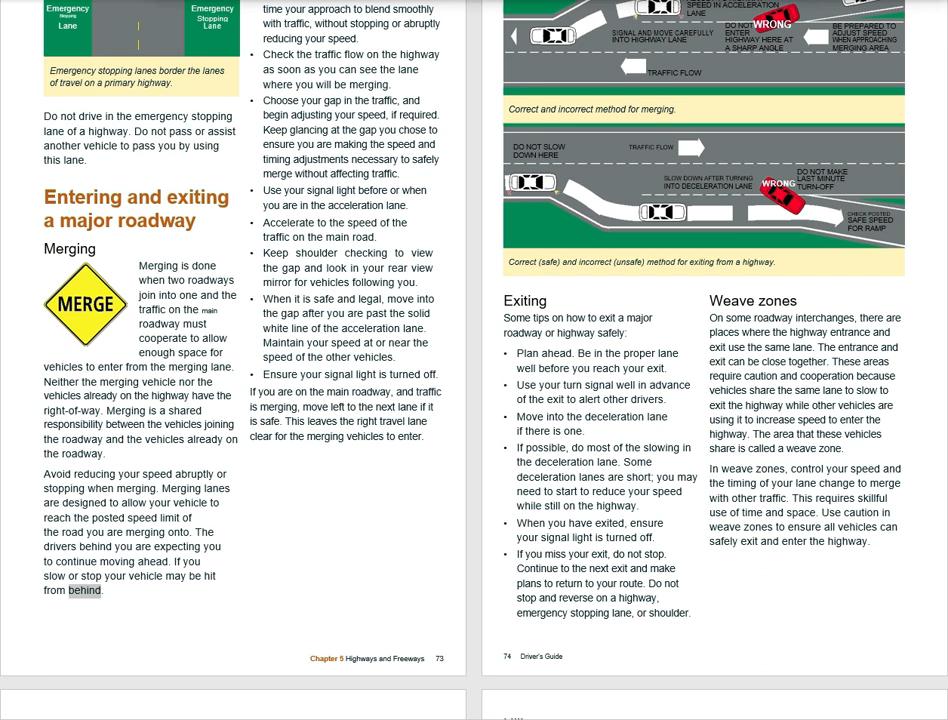 Emergency
Stopping
Lane
Emergency
Stopping
Lane
Emergency stopping lanes border the lanes
of travel on a primary highway.
Do not drive in the emergency stopping
lane of a highway. Do not pass or assist
another vehicle to pass you by using
this lane.
Entering and exiting
a major roadway
Merging
MERGE
Merging is done
when two roadways
join into one and the
traffic on the main
roadway must
cooperate to allow
enough space for
vehicles to enter from the merging lane.
Neither the merging vehicle nor the
vehicles already on the highway have the
right-of-way. Merging is a shared
responsibility between the vehicles joining
the roadway and the vehicles already on
the roadway.
Avoid reducing your speed abruptly or
stopping when merging. Merging lanes
are designed to allow your vehicle to
reach the posted speed limit of
the road you are merging onto. The
drivers behind you are expecting you
to continue moving ahead. If you
slow or stop your vehicle may be hit
from behind.
time your approach to blend smoothly
with traffic, without stopping or abruptly
reducing your speed.
• Check the traffic flow on the highway
as soon as you can see the lane
where you will be merging.
• Choose your gap in the traffic, and
begin adjusting your speed, if required.
Keep glancing at the gap you chose to
ensure you are making the speed and
timing adjustments necessary to safely
merge without affecting traffic.
• Use your signal light before or when
you are in the acceleration lane.
• Accelerate to the speed of the
traffic on the main road.
• Keep shoulder checking to view
the gap and look in your rear view
mirror for vehicles following you.
• When it is safe and legal, move into
the gap after you are past the solid
white line of the acceleration lane.
Maintain your speed at or near the
speed of the other vehicles.
• Ensure your signal light is turned off.
If you are on the main roadway, and traffic
is merging, move left to the next lane if it
is safe. This leaves the right travel lane
clear for the merging vehicles to enter.
Chapter 5 Highways and Freeways 73
SPEED IN ACCELERATION
LANE
SIGNAL AND MOVE CAREFULLY
INTO HIGHWAY LANE
DO NOT
ENTER
HIGHWAY HERE AT
A SHARP ANGLE
WRONG
BE PREPARED TO
ADJUST SPEED
WHEN APPROACHING
MERGING AREA
TRAFFIC FLOW
Correct and incorrect method for merging.
DO NOT SLOW
DOWN HERE
TRAFFIC FLOW
SLOW DOWN AFTER TURNING
INTO DECELERATION LANE
WRONG
DO NOT MAKE
LAST MINUTE
TURN-OFF
CHECK POSTED
SAFE SPEED
FOR RAMP
Correct (safe) and incorrect (unsafe) method for exiting from a highway.
Exiting
Some tips on how to exit a major
roadway or highway safely:
• Plan ahead. Be in the proper lane
well before you reach your exit.
• Use your turn signal well in advance
of the exit to alert other drivers.
• Move into the deceleration lane
if there is one.
• If possible, do most of the slowing in
the deceleration lane. Some
deceleration lanes are short; you may
need to start to reduce your speed
while still on the highway.
• When you have exited, ensure
your signal light is turned off.
• If you miss your exit, do not stop.
Continue to the next exit and make
plans to return to your route. Do not
stop and reverse on a highway,
emergency stopping lane, or shoulder.
Weave zones
On some roadway interchanges, there are
places where the highway entrance and
exit use the same lane. The entrance and
exit can be close together. These areas
require caution and cooperation because
vehicles share the same lane to slow to
exit the highway while other vehicles are
using it to increase speed to enter the
highway. The area that these vehicles
share is called a weave zone.
In weave zones, control your speed and
the timing of your lane change to merge
with other traffic. This requires skillful
use of time and space. Use caution in
weave zones to ensure all vehicles can
safely exit and enter the highway.
74 Driver's Guide